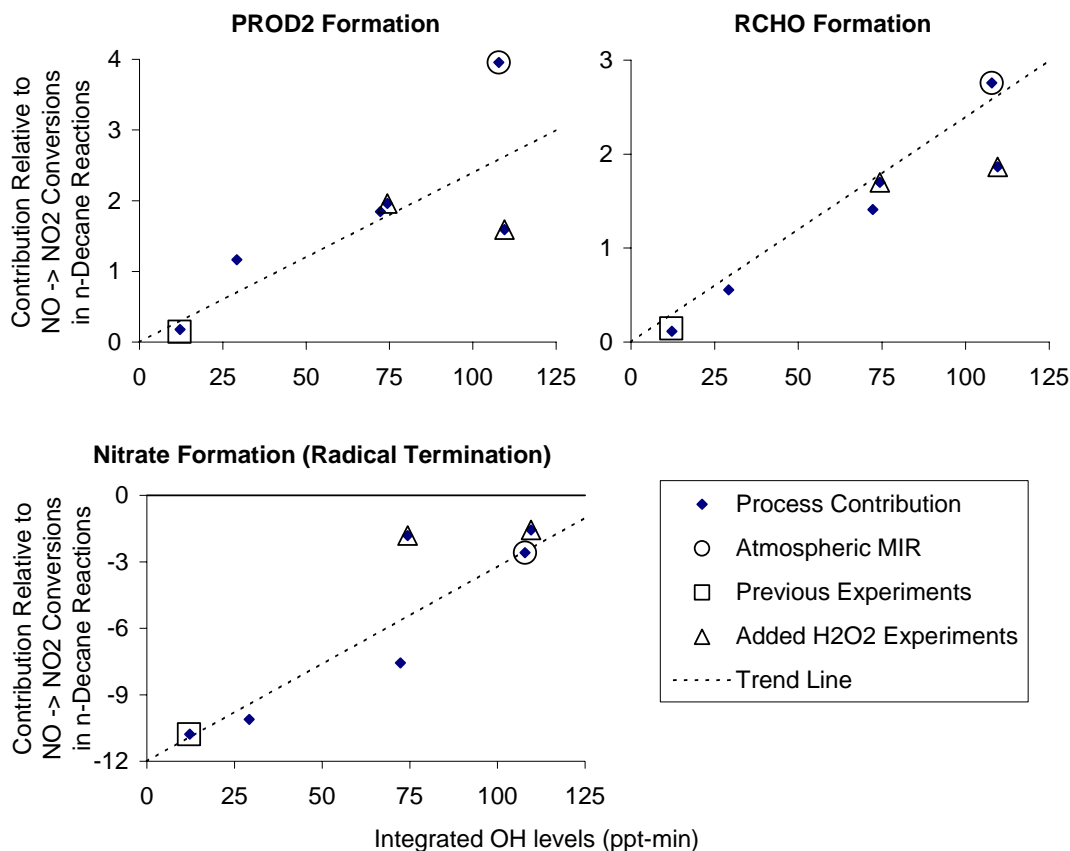 PROD2 Formation
Contribution Relative to
NO -> NO2 Conversions
in n-Decane Reactions
4
3
2
1
0
0 25 50 75 100 125
RCHO Formation
3
2
1
0
0 25 50 75 100 125
Nitrate Formation (Radical Termination)
Contribution Relative to
NO -> NO2 Conversions
in n-Decane Reactions
0
-3
-6
-9
-12
0 25 50 75 100 125
Integrated OH levels (ppt-min)
Process Contribution
Atmospheric MIR
Previous Experiments
Added H2O2 Experiments
Trend Line